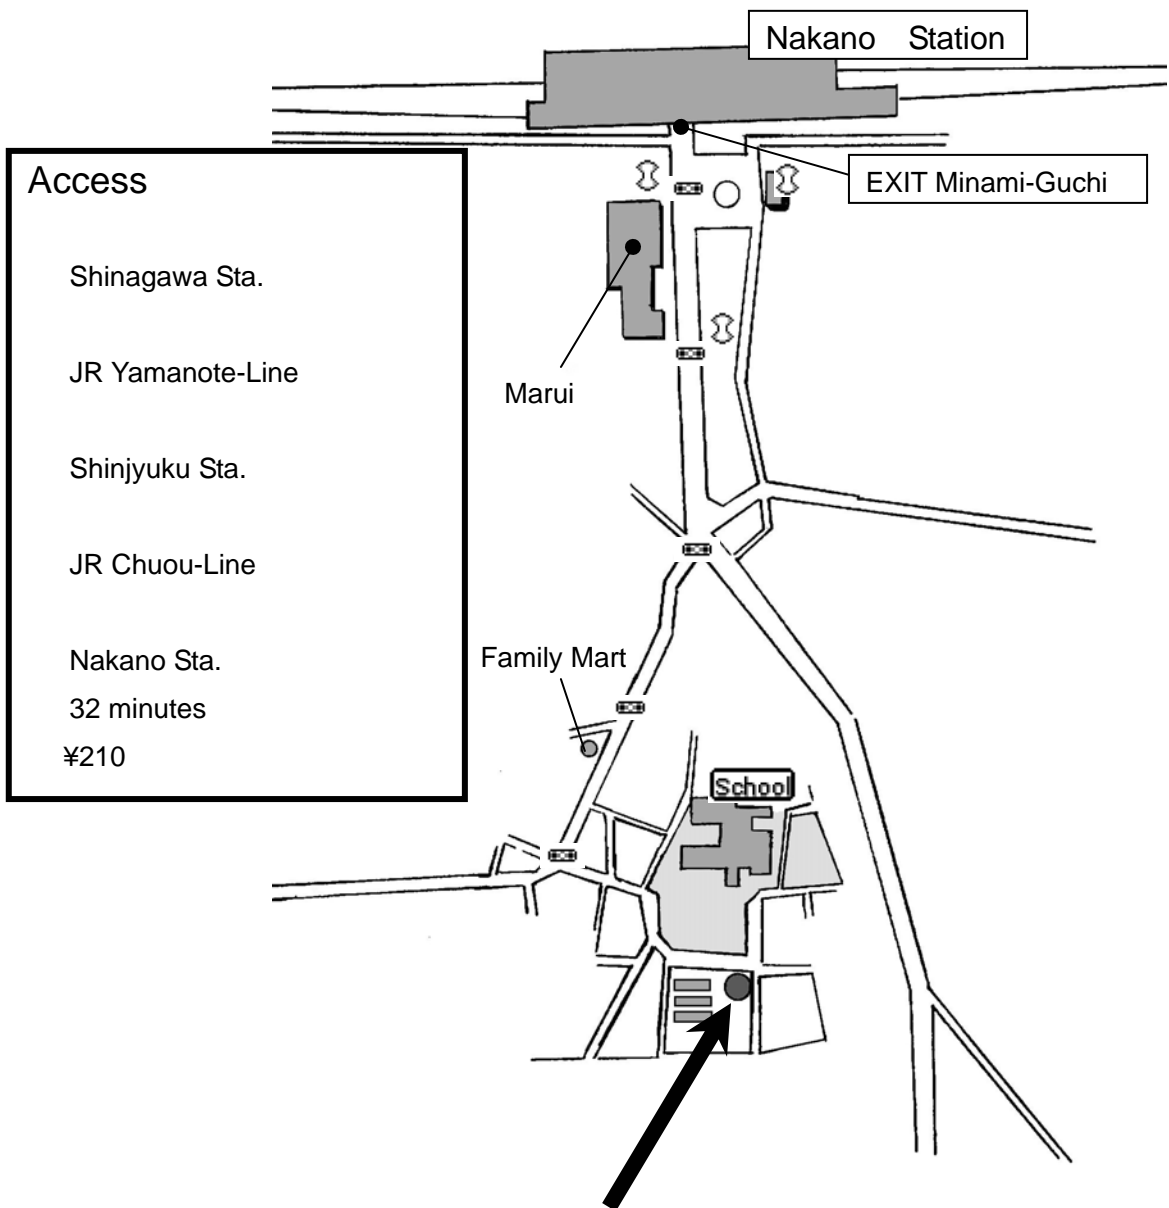 Nakano Station
EXIT Minami-Guchi
Access
Shinagawa Sta.
JR Yamanote-Line
Shinjyuku Sta.
JR Chuou-Line
Nakano Sta.
32 minutes
¥210
Marui
Family Mart
School